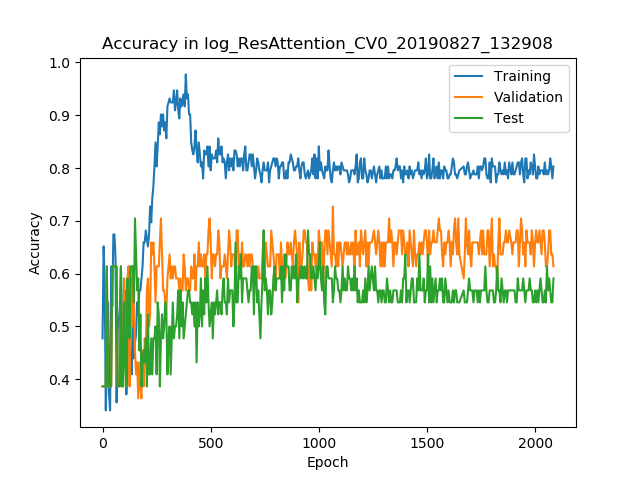 Accuracy in log_ResAttention_CV0_20190827_132908
Training
Validation
Test
1.0
0.9
0.8
0.7
0.6
0.5
0.4
Accuracy
0
500
1000
1500
2000
Epoch